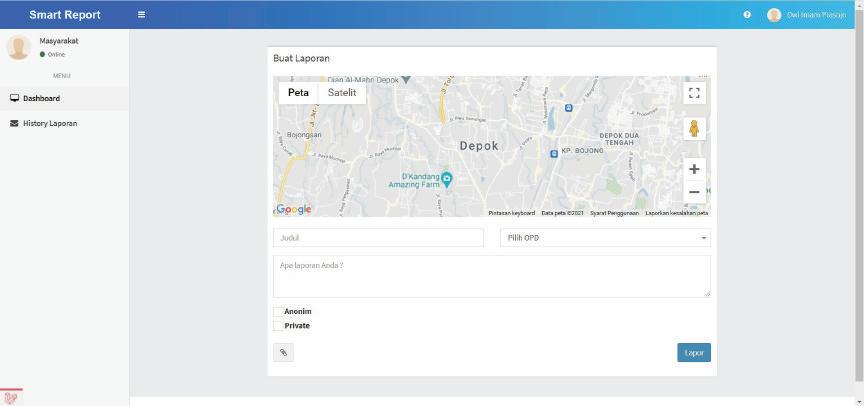 Smart Report
Dwi Imam Prasojo
Masyarakat
Online
MENU
Dashboard
History Laporan
Buat Laporan
Peta
Satelit
Dian Al-Mahri Depok
Bojongsari
Depok
DEPOK DUA
TENGAH
KP. BOJONG
D'Kandang
Amazing Farm
Google
Pintasan keyboard Data peta ©2021 Syarat Penggunaan Laporkan kesalahan peta
Judul
Pilih OPD
Apa laporan Anda ?
Anonim
Private
Lapor